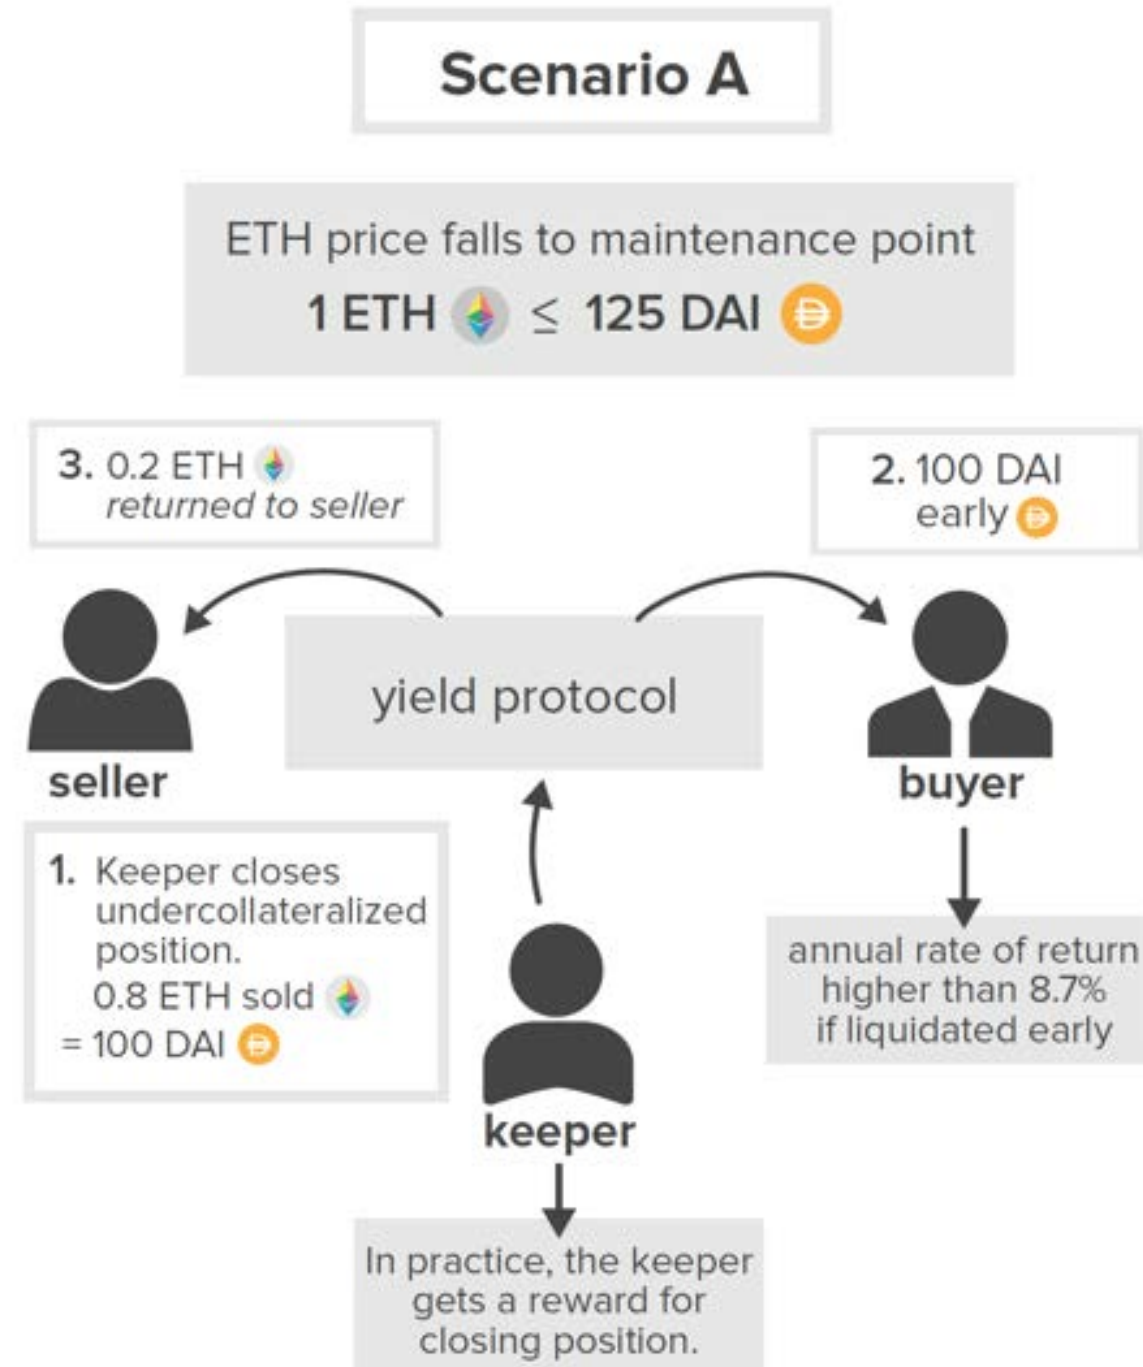 Scenario A
ETH price falls to maintenance point
1 ETH ≤ 125 DAI
3. 0.2 ETH
returned to seller
2. 100 DAI
early
yield protocol
seller
buyer
1. Keeper closes
undercollateralized
position.
0.8 ETH sold
= 100 DAI
annual rate of return
higher than 8.7%
if liquidated early
keeper
In practice, the keeper
gets a reward for
closing position.